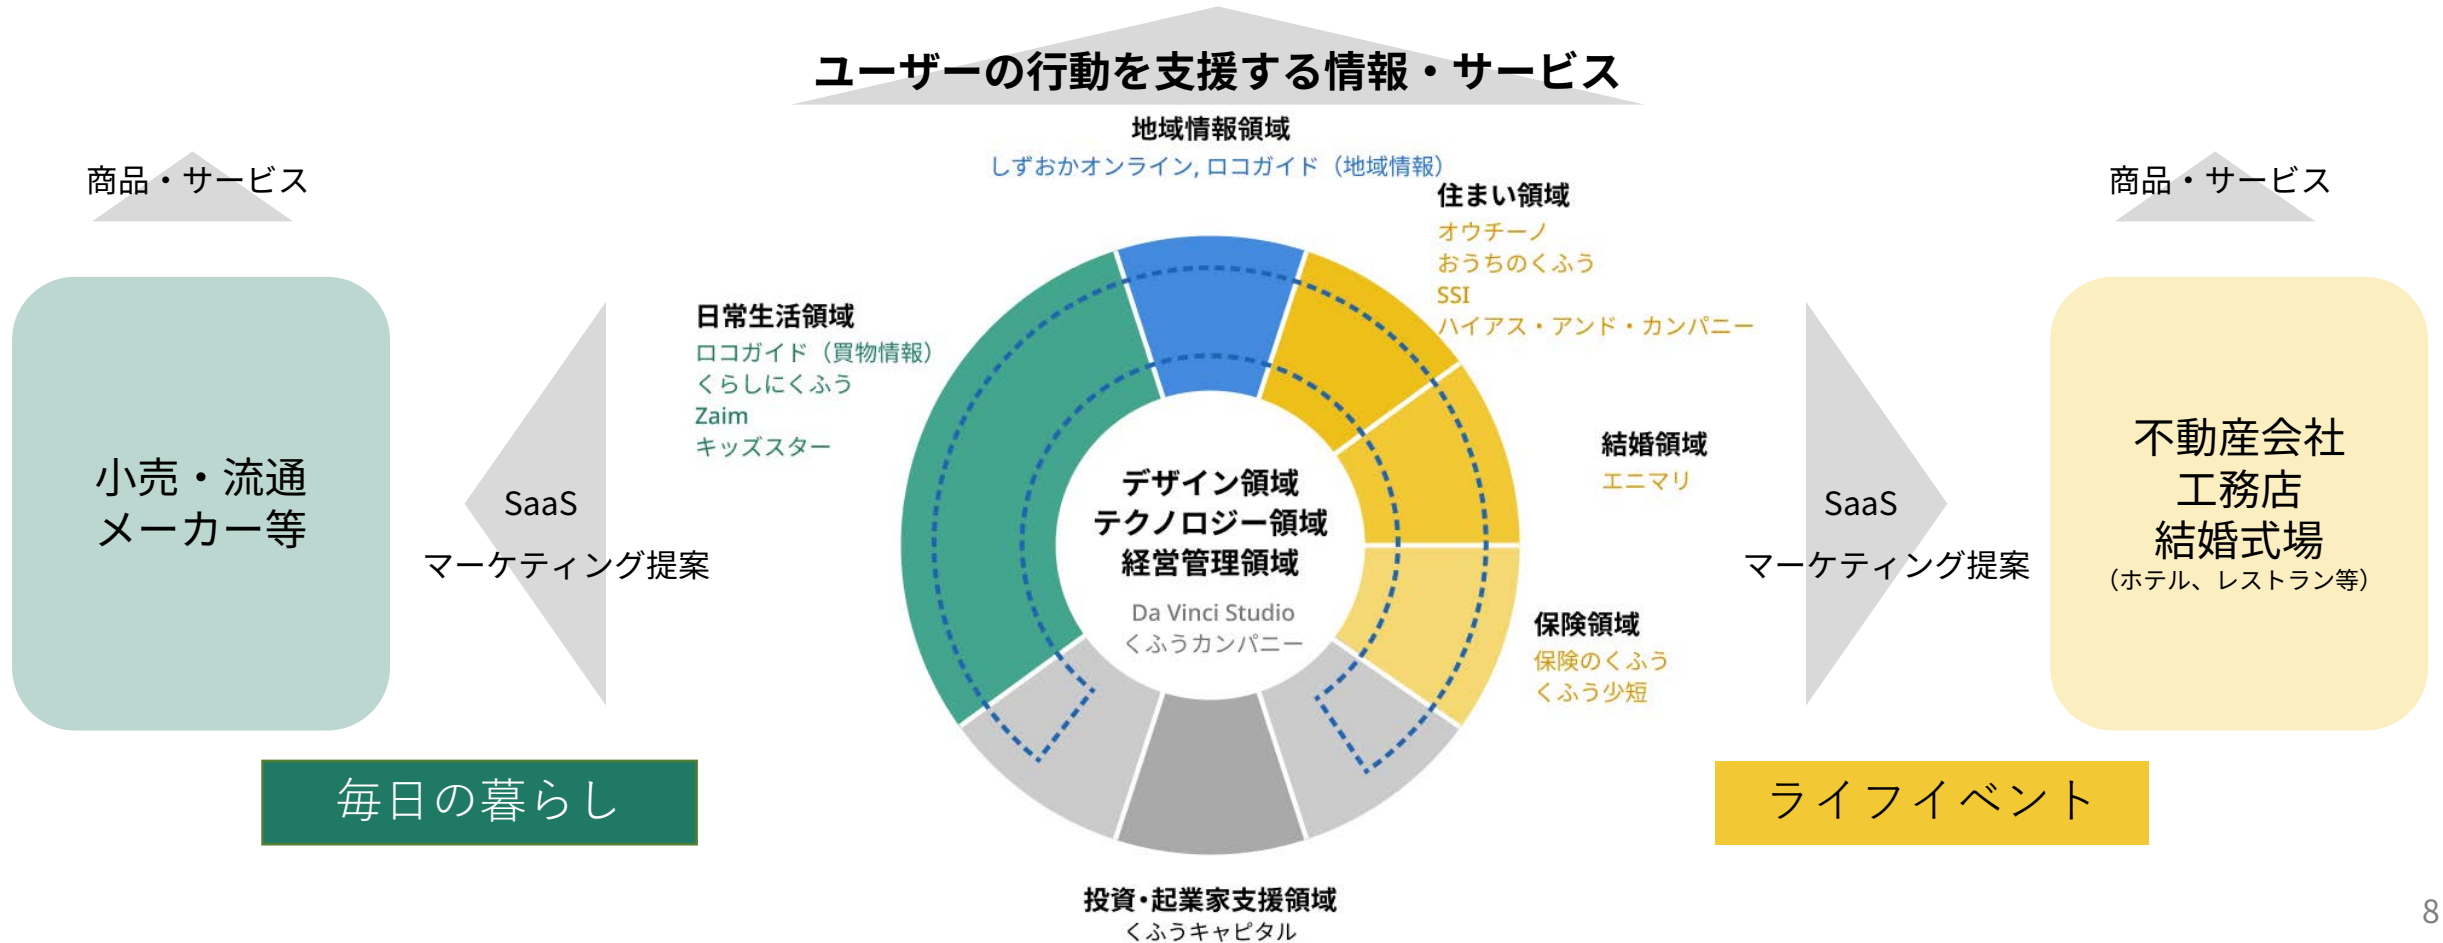 ユーザーの行動を支援する情報・サービス
地域情報領域
しずおかオンライン, ロコガイド（地域情報）
商品・サービス
小売・流通
メーカー等
SaaS
マーケティング提案
毎日の暮らし
日常生活領域
ロコガイド（買物情報）
くらしにくふう
Zaim
キッズスター
デザイン領域
テクノロジー領域
経営管理領域
Da Vinci Studio
くふうカンパニー
住まい領域
オウチーノ
おうちのくふう
SSI
ハイアス・アンド・カンパニー
結婚領域
エニマリ
保険領域
保険のくふう
くふう少短
投資・起業家支援領域
くふうキャピタル
SaaS
マーケティング提案
商品・サービス
不動産会社
工務店
結婚式場
（ホテル、レストラン等）
ライフイベント
8